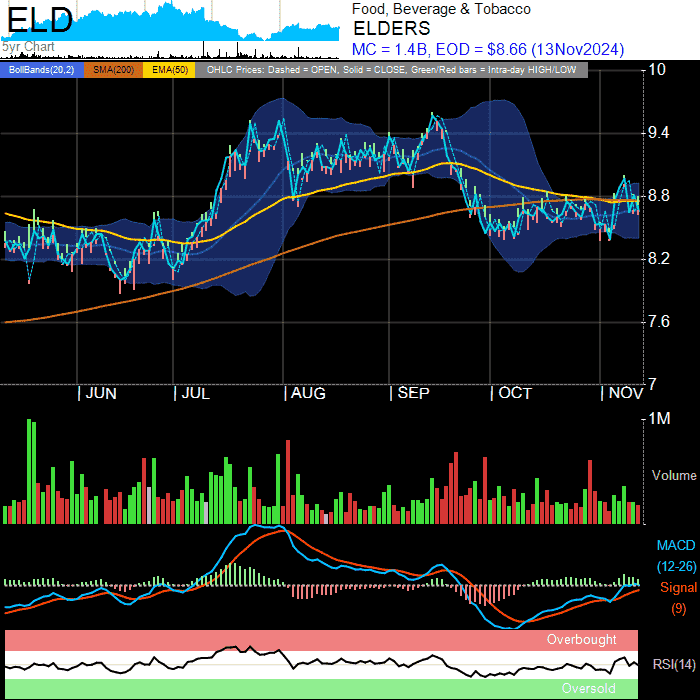 ELD
5yr Chart
Food, Beverage & Tobacco
ELDERS
MC = 1.4B, EOD = $8.66 (13Nov2024)
BollBands(20,2) SMA(200) EMA(50) OHLC Prices: Dashed = OPEN, Solid = CLOSE, Green/Red bars = Intra-day HIGH/LOW
10
9.4
8.8
8.2
7.6
7
| JUN | JUL | AUG | SEP | OCT | NOV
1M
Volume
MACD
(12-26)
Signal
(9)
Overbought
RSI(14)
Oversold